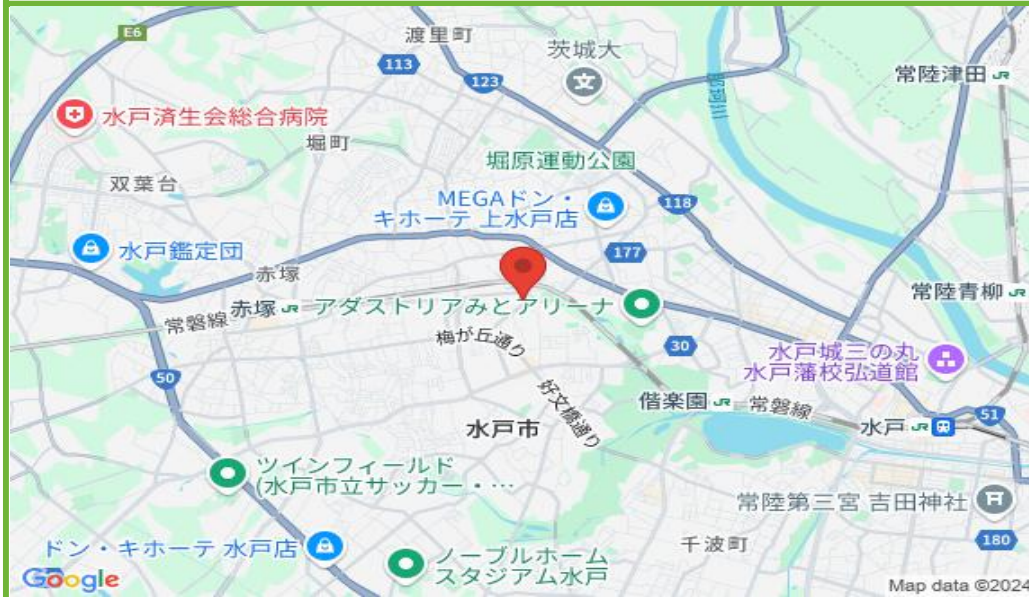 E6
渡里町
茨城大
113
123
常陸津田
水戸済生会総合病院
堀町
那珂川
堀原運動公園
双葉台
MEGAドン・
キホーテ 上水戸店
118
水戸鑑定団
177
赤塚
常陸青柳
赤塚
アダストリアみとアリーナ
常磐線
梅が丘通り
30
水戸城三の丸
水戸藩校弘道館
50
好文橋通り
偕楽園
常磐線
51
水戸市
水戸
ツインフィールド
(水戸市立サッカー・…
常陸第三宮 吉田神社
千波町
180
ドン・キホーテ 水戸店
ノーブルホーム
スタジアム水戸
Google
Map data ©2024